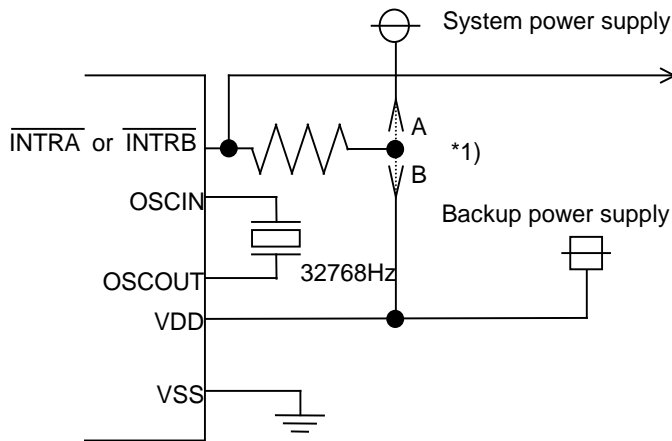 System power supply
A
INTRA or INTRB
*1)
B
OSCIN
Backup power supply
OSCOUT
32768Hz
VDD
VSS